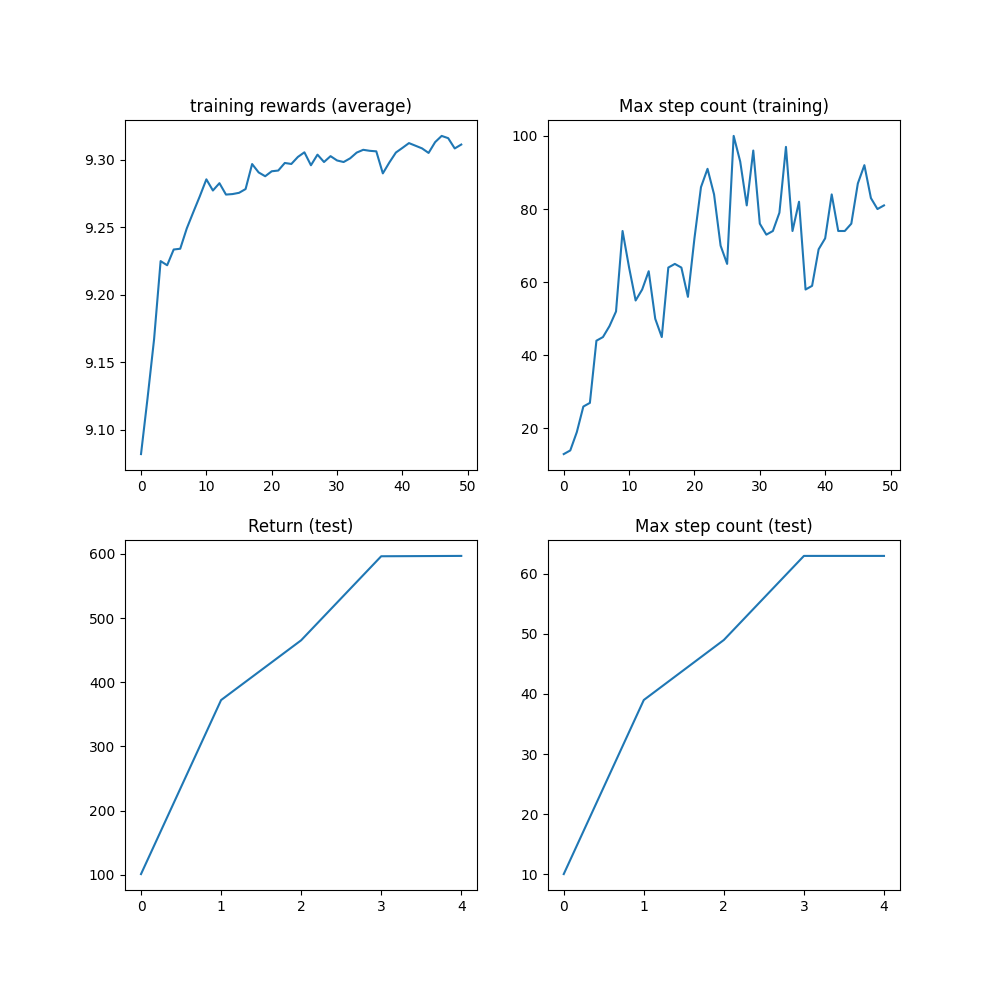 training rewards (average)
9.30
9.25
9.20
9.15
9.10
0 10 20 30 40 50
Max step count (training)
100
80
60
40
20
0 10 20 30 40 50
Return (test)
600
500
400
300
200
100
0 1 2 3 4
Max step count (test)
60
50
40
30
20
10
0 1 2 3 4